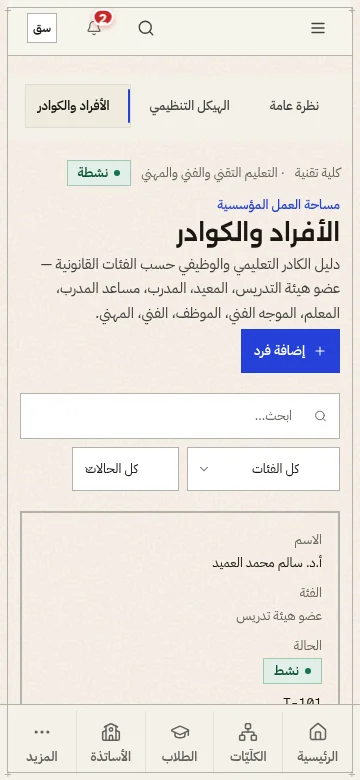 2
سق
نظرة عامة
الهيكل التنظيمي
الأفراد والكوادر
كلية تقنية · التعليم التقني والفني والمهني
نشطة
مساحة العمل المؤسسية
الأفراد والكوادر
دليل الكادر التعليمي والوظيفي حسب الفئات القانونية —
عضو هيئة التدريس، المعيد، المدرب، مساعد المدرب،
المعلم، الموجه الفني، الموظف، الفني، المهني.
+ إضافة فرد
ابحث...
كل الفئات
كل الحالات
الاسم
أ.د. سالم محمد العميد
الفئة
عضو هيئة تدريس
الحالة
نشط
T-101
الرئيسية
الكلّيّات
الطلاب
الأساتذة
المزيد